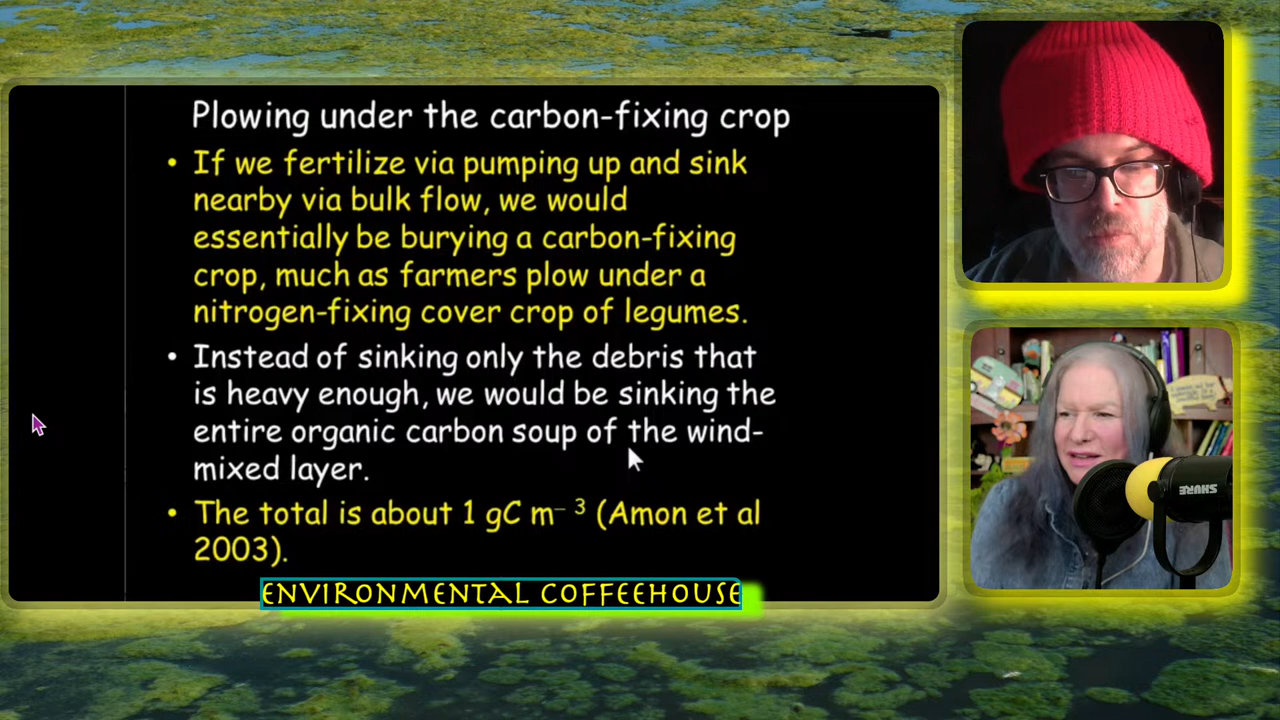 Plowing under the carbon-fixing crop
• If we fertilize via pumping up and sink
nearby via bulk flow, we would
essentially be burying a carbon-fixing
crop, much as farmers plow under a
nitrogen-fixing cover crop of legumes.
• Instead of sinking only the debris that
is heavy enough, we would be sinking the
entire organic carbon soup of the wind-
mixed layer.
• The total is about 1 gC m⁻ ³ (Amon et al
2003).
ENVIRONMENTAL COFFEEHOUSE
SHURE